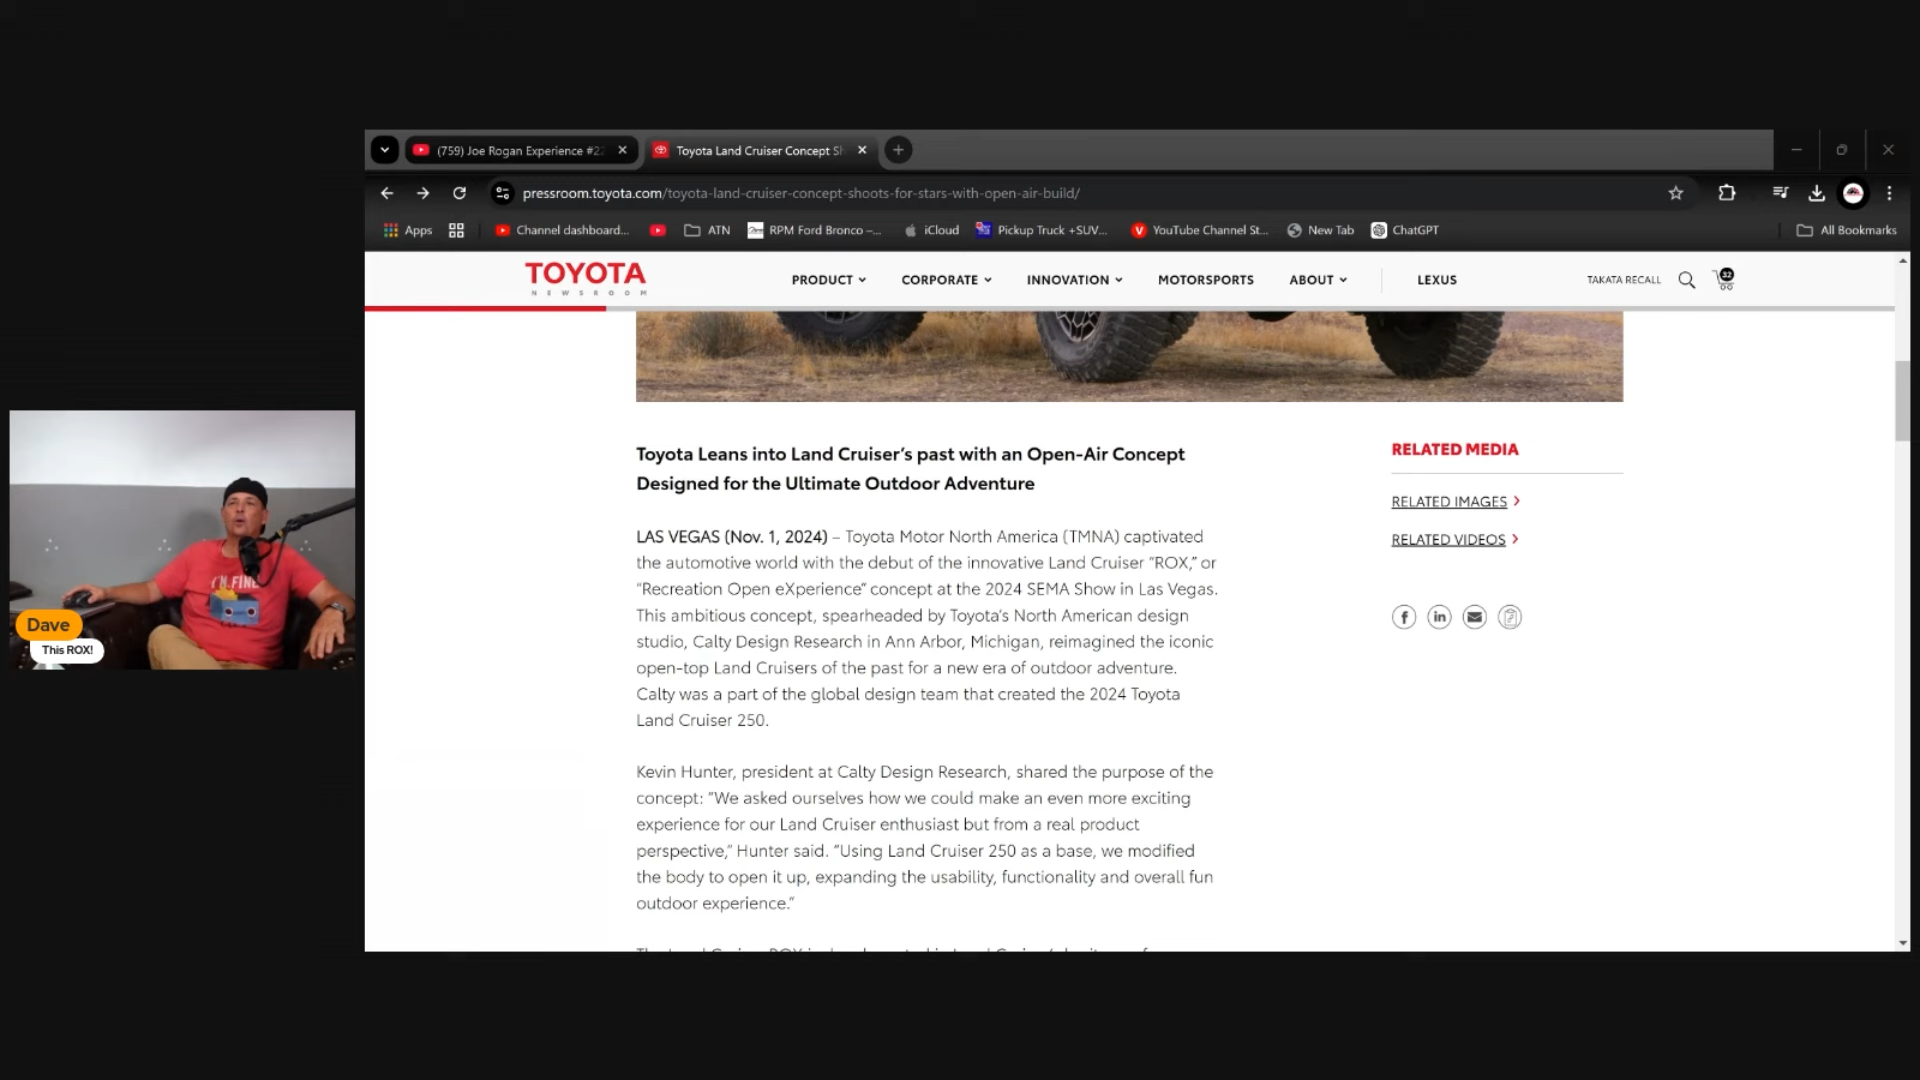 (759) Joe Rogan Experience #22
Toyota Land Cruiser Concept Sh
pressroom.toyota.com/toyota-land-cruiser-concept-shoots-for-stars-with-open-air-build/
Apps
Channel dashboard...
ATN
RPM Ford Bronco –...
iCloud
Pickup Truck +SUV...
YouTube Channel St...
New Tab
ChatGPT
All Bookmarks
TOYOTA
NEWSROOM
PRODUCT
CORPORATE
INNOVATION
MOTORSPORTS
ABOUT
LEXUS
TAKATA RECALL
32
Toyota Leans into Land Cruiser’s past with an Open-Air Concept
Designed for the Ultimate Outdoor Adventure
LAS VEGAS (Nov. 1, 2024) – Toyota Motor North America (TMNA) captivated
the automotive world with the debut of the innovative Land Cruiser “ROX,” or
“Recreation Open eXperience” concept at the 2024 SEMA Show in Las Vegas.
This ambitious concept, spearheaded by Toyota’s North American design
studio, Calty Design Research in Ann Arbor, Michigan, reimagined the iconic
open-top Land Cruisers of the past for a new era of outdoor adventure.
Calty was a part of the global design team that created the 2024 Toyota
Land Cruiser 250.
Kevin Hunter, president at Calty Design Research, shared the purpose of the
concept: “We asked ourselves how we could make an even more exciting
experience for our Land Cruiser enthusiast but from a real product
perspective,” Hunter said. “Using Land Cruiser 250 as a base, we modified
the body to open it up, expanding the usability, functionality and overall fun
outdoor experience.”
RELATED MEDIA
RELATED IMAGES
RELATED VIDEOS
I'M FINE
Dave
This ROX!